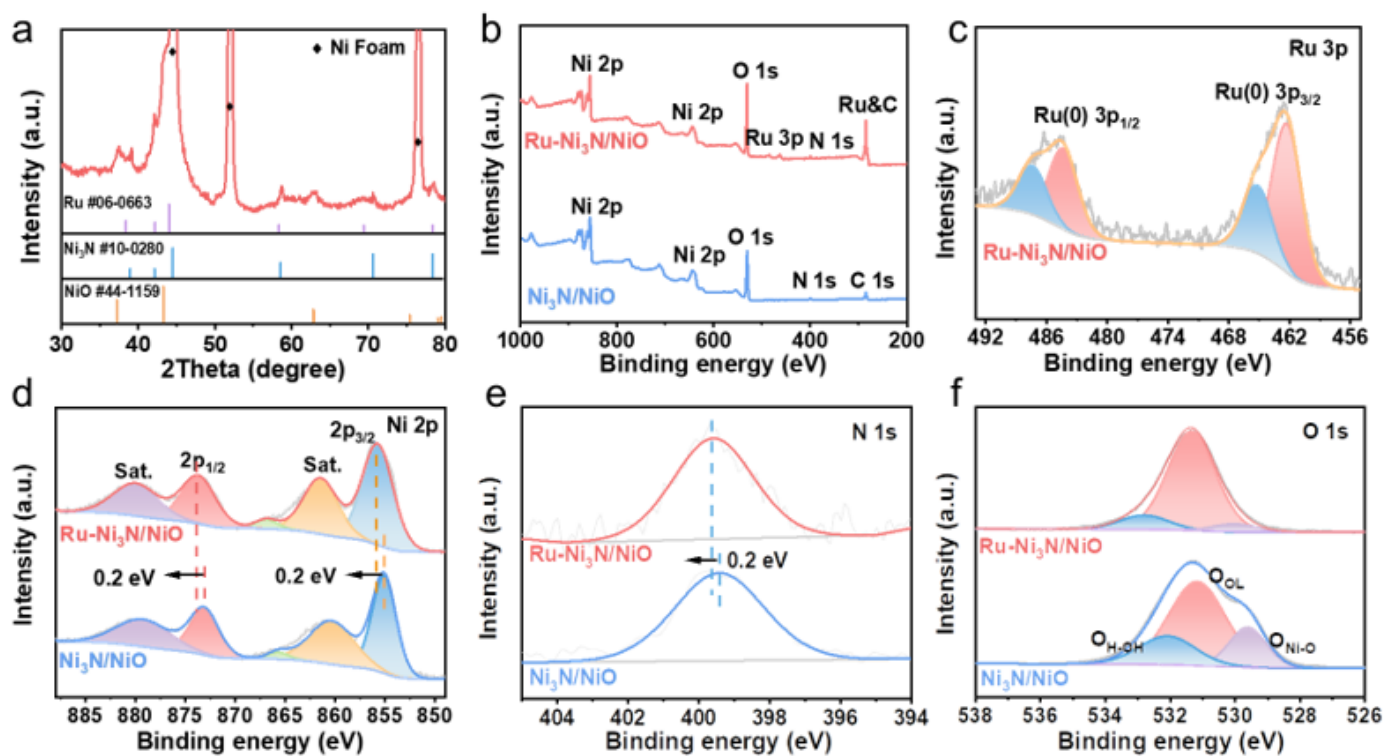 a
Intensity (a.u.)
♦ Ni Foam
Ru #06-0663
Ni₃N #10-0280
NiO #44-1159
30 40 50 60 70 80
2Theta (degree)
b
Intensity (a.u.)
Ni 2p
Ni 2p
O 1s
Ru 3p
N 1s
Ru&C
Ru-Ni₃N/NiO
Ni 2p
Ni 2p
O 1s
N 1s
C 1s
Ni₃N/NiO
1000 800 600 400 200
Binding energy (eV)
c
Intensity (a.u.)
Ru 3p
Ru(0) 3p₁/₂
Ru(0) 3p₃/₂
Ru-Ni₃N/NiO
492 486 480 474 468 462 456
Binding energy (eV)
d
Intensity (a.u.)
Ni 2p
Sat.
2p₁/₂
Sat.
2p₃/₂
Ru-Ni₃N/NiO
0.2 eV
0.2 eV
Ni₃N/NiO
885 880 875 870 865 860 855 850
Binding energy (eV)
e
Intensity (a.u.)
N 1s
Ru-Ni₃N/NiO
0.2 eV
Ni₃N/NiO
404 402 400 398 396 394
Binding energy (eV)
f
Intensity (a.u.)
O 1s
Ru-Ni₃N/NiO
O_OL
O_H-OH
O_Ni-O
Ni₃N/NiO
538 536 534 532 530 528 526
Binding energy (eV)